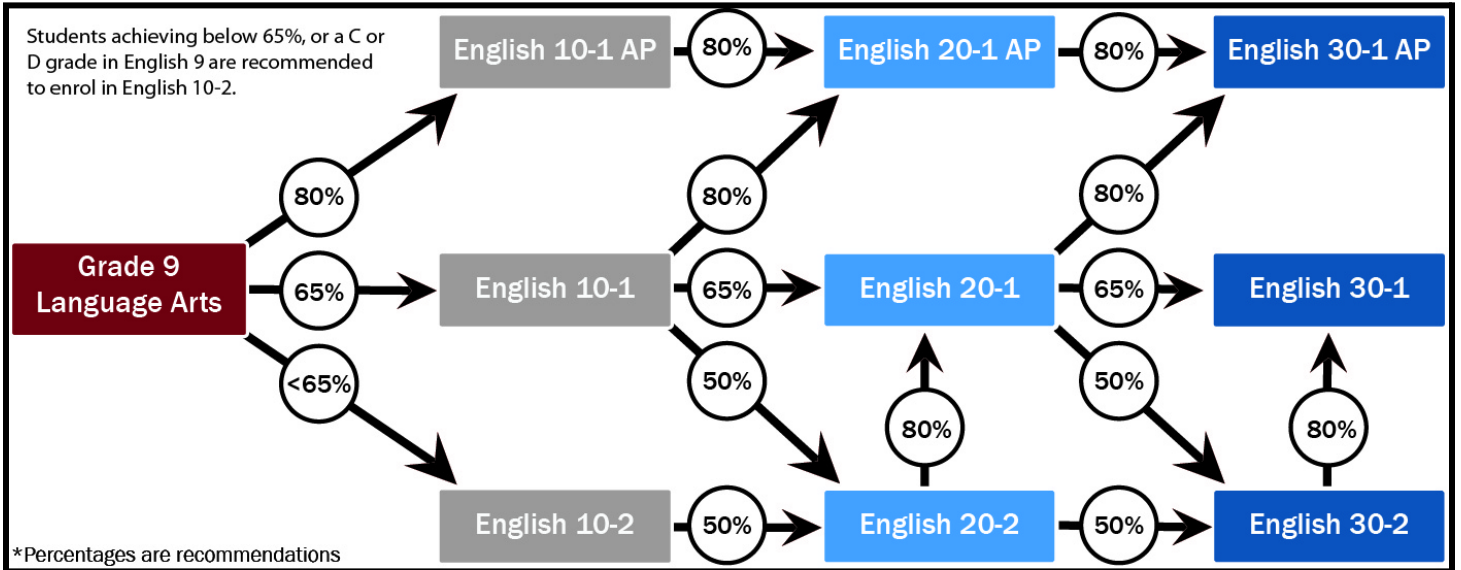 Students achieving below 65%, or a C or
D grade in English 9 are recommended
to enrol in English 10-2.
English 10-1 AP
80%
English 20-1 AP
80%
English 30-1 AP
80%
80%
80%
Grade 9
Language Arts
65%
English 10-1
65%
English 20-1
65%
English 30-1
<65%
50%
50%
80%
80%
English 10-2
50%
English 20-2
50%
English 30-2
*Percentages are recommendations